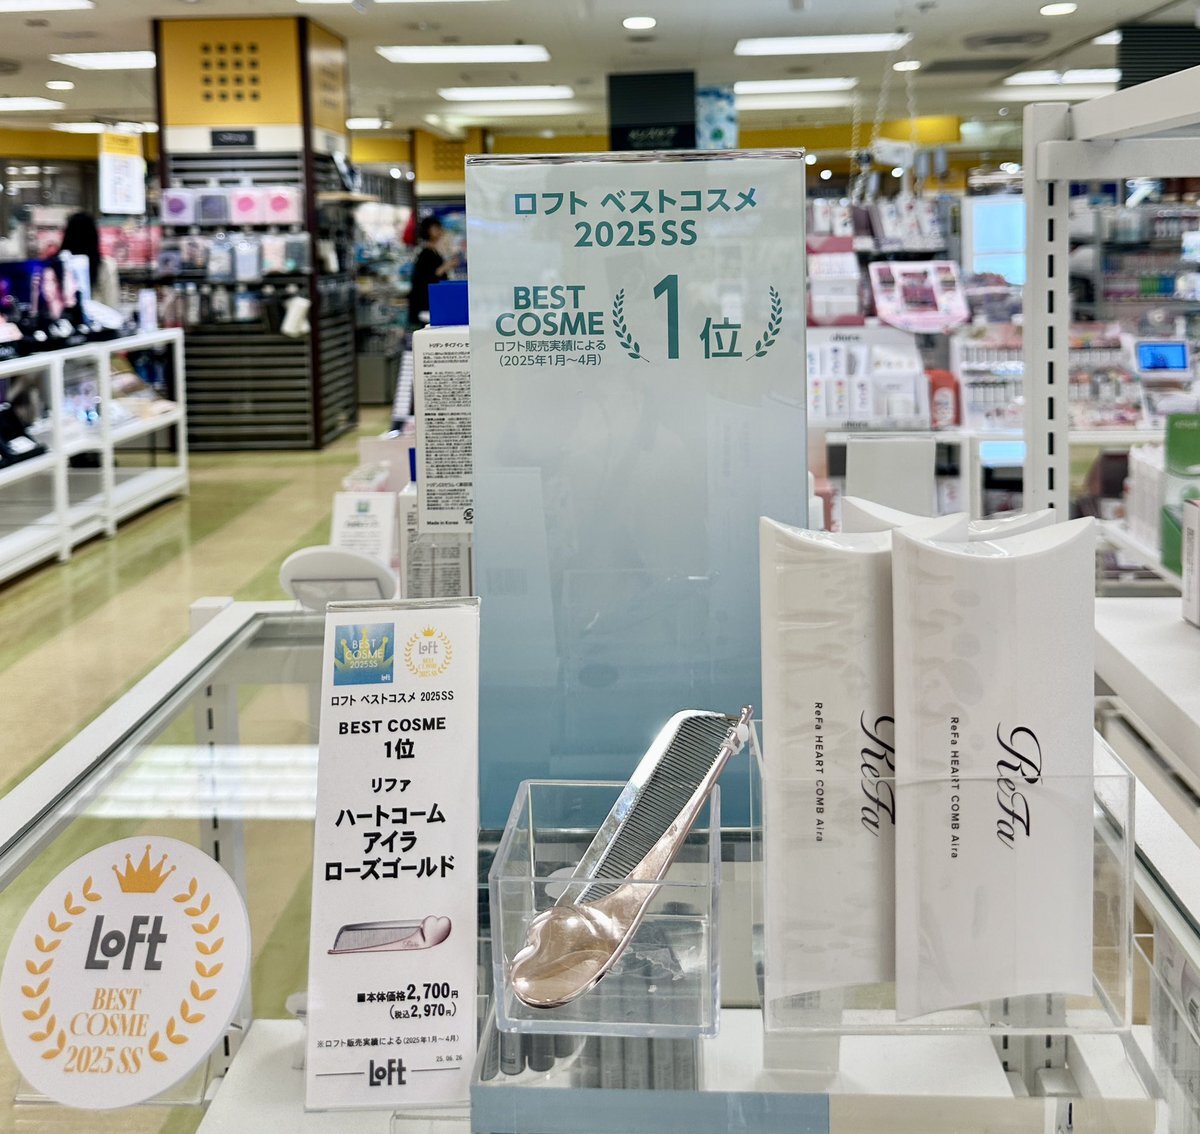 ロフト ベストコスメ
2025SS
BEST
COSME
ロフト販売実績による
(2025年1月〜4月)
1位
BEST
COSME
2025SS
LOFT
ロフト ベストコスメ 2025SS
BEST COSME
1位
リファ
ハートコーム
アイラ
ローズゴールド
■本体価格2,700円
(税込2,970円)
※ロフト販売実績による(2025年1月〜4月)
25.06.26
LOFT
LOFT
BEST
COSME
2025 SS
ReFa HEART COMB Aira
ReFa
ReFa HEART COMB Aira
ReFa
Made in Korea